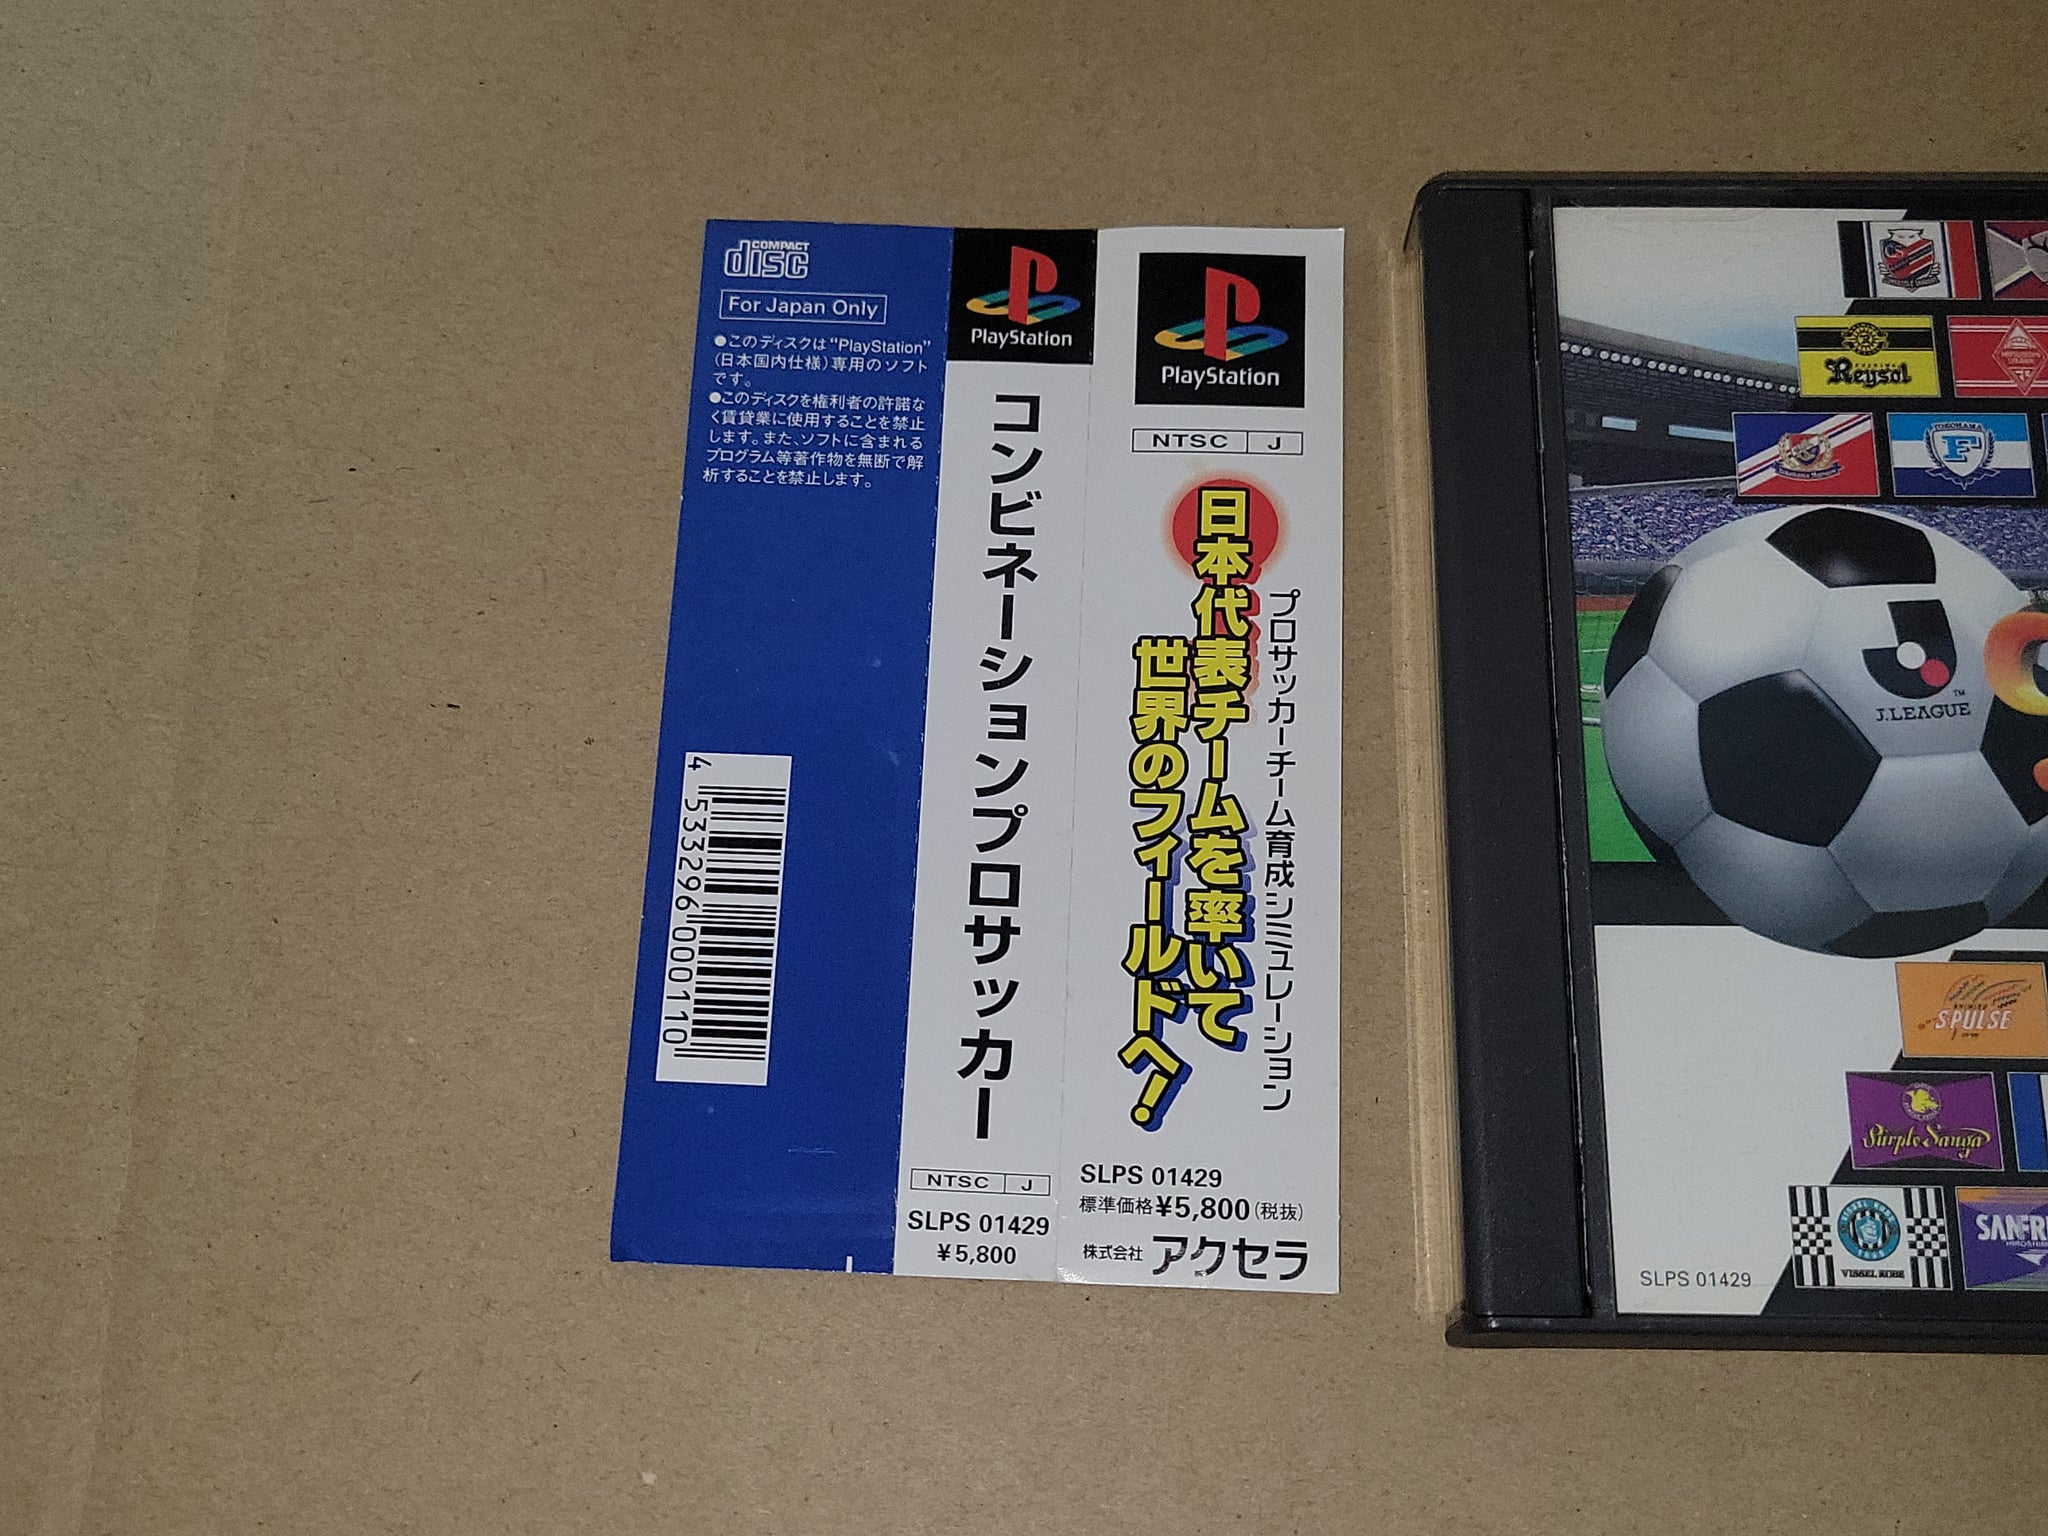 COMPACT
disc
For Japan Only
●このディスクは“PlayStation”
(日本国内仕様)専用のソフト
です。
●このディスクを権利者の許諾な
く賃貸業に使用することを禁止
します。また、ソフトに含まれる
プログラム等著作物を無断で解
析することを禁止します。
4 533296 000110
PlayStation
コンビネーションプロサッカー
NTSC J
SLPS 01429
¥5,800
PlayStation
NTSC J
プロサッカーチーム育成シミュレーション
日本代表チームを率いて
世界のフィールドへ!
SLPS 01429
標準価格¥5,800(税抜)
株式会社 アクセラ
Reysol
YOKOHAMA
F
J.LEAGUE
TM
S-PULSE
Purple Sanga
VISSEL KOBE
SANFR
SLPS 01429